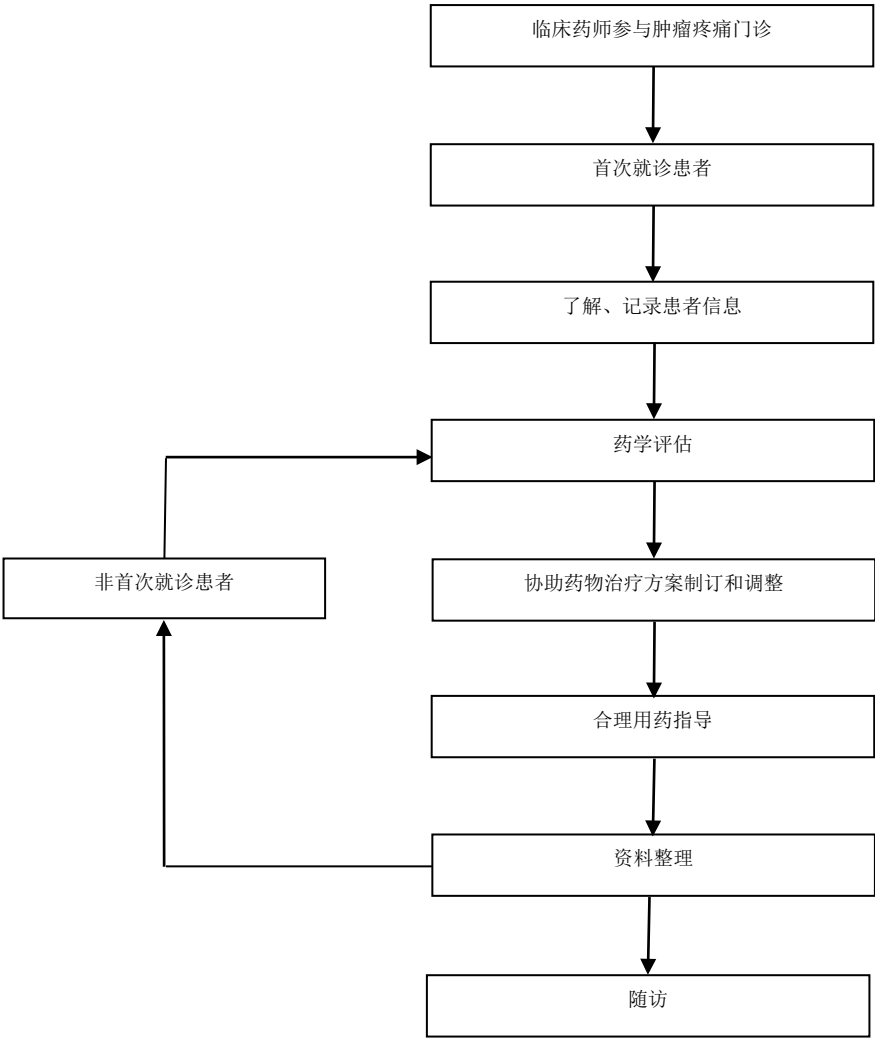 临床药师参与肿瘤疼痛门诊
首次就诊患者
了解、记录患者信息
药学评估
非首次就诊患者
协助药物治疗方案制订和调整
合理用药指导
资料整理
随访